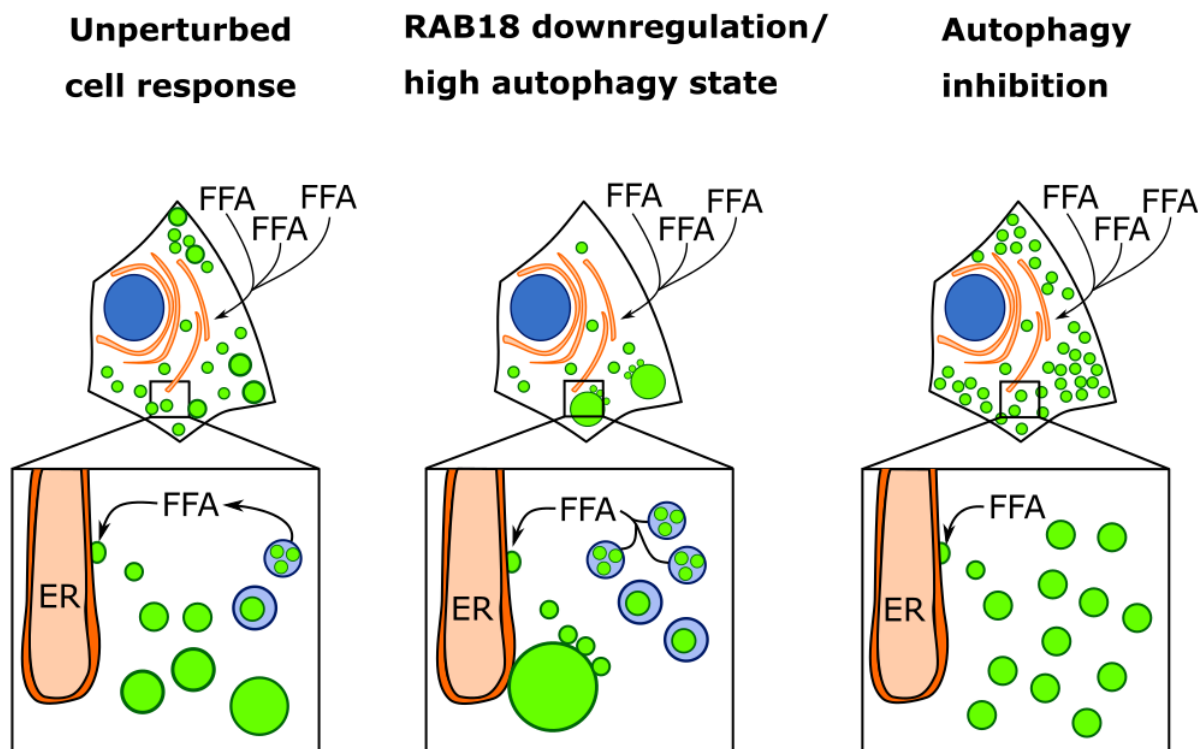 Unperturbed
cell response
RAB18 downregulation/
high autophagy state
Autophagy
inhibition
FFA
FFA
FFA
FFA
FFA
FFA
FFA
FFA
FFA
FFA
ER
FFA
ER
FFA
ER